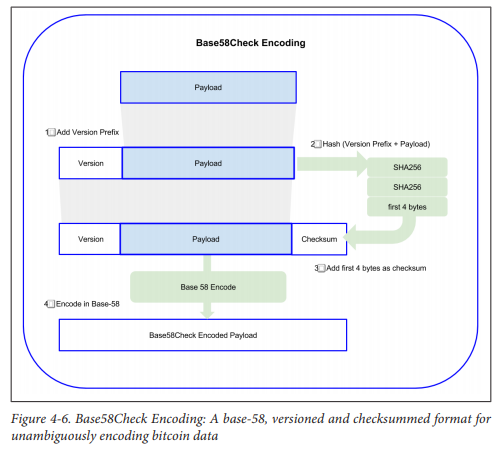 Base58Check Encoding
Payload
1 Add Version Prefix
2 Hash (Version Prefix + Payload)
Version
Payload
SHA256
SHA256
first 4 bytes
Version
Payload
Checksum
3 Add first 4 bytes as checksum
Base 58 Encode
4 Encode in Base-58
Base58Check Encoded Payload
Figure 4-6. Base58Check Encoding: A base-58, versioned and checksummed format for
unambiguously encoding bitcoin data